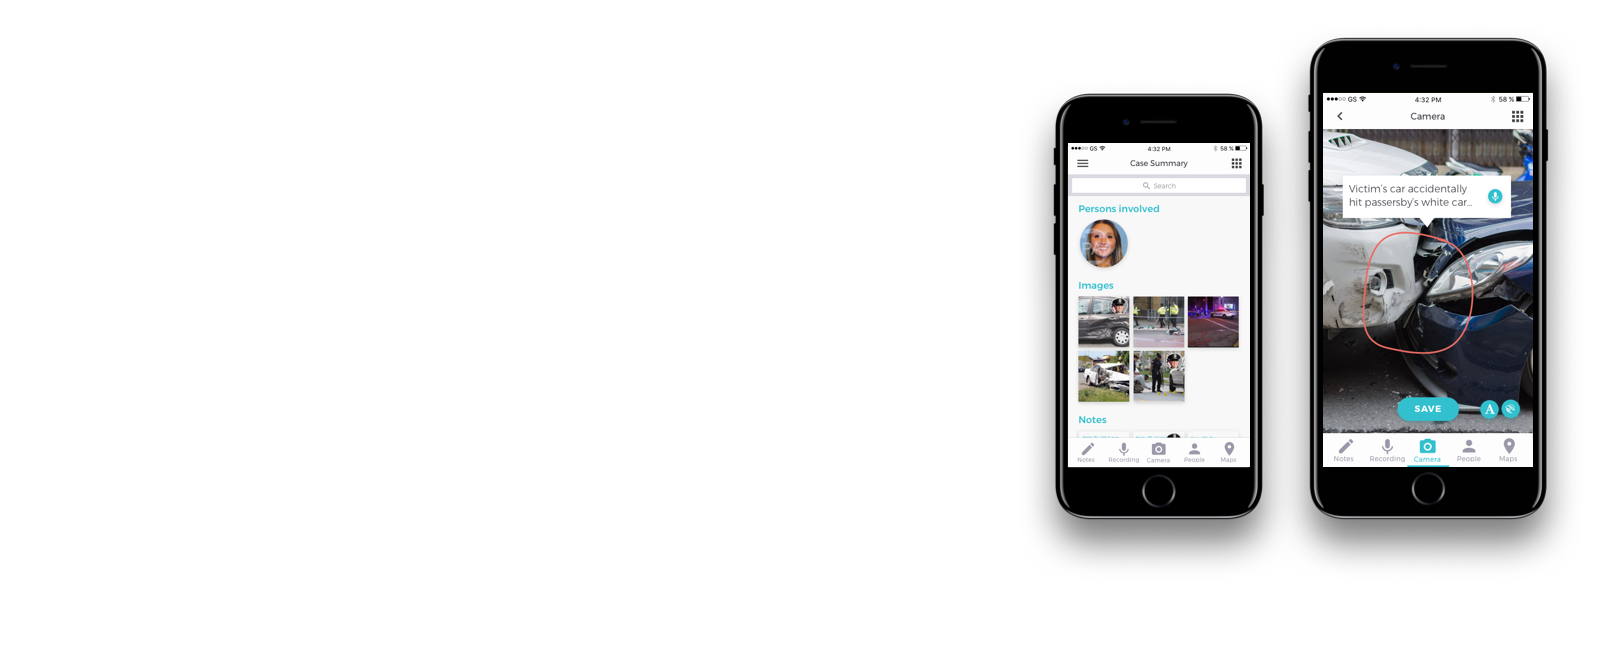 GS
4:32 PM
58 %
Case Summary
Search
Persons involved
Images
Notes
Notes
Recording
Camera
People
Maps
GS
4:32 PM
58 %
Camera
Victim's car accidentally
hit passersby's white car...
SAVE
A
Notes
Recording
Camera
People
Maps